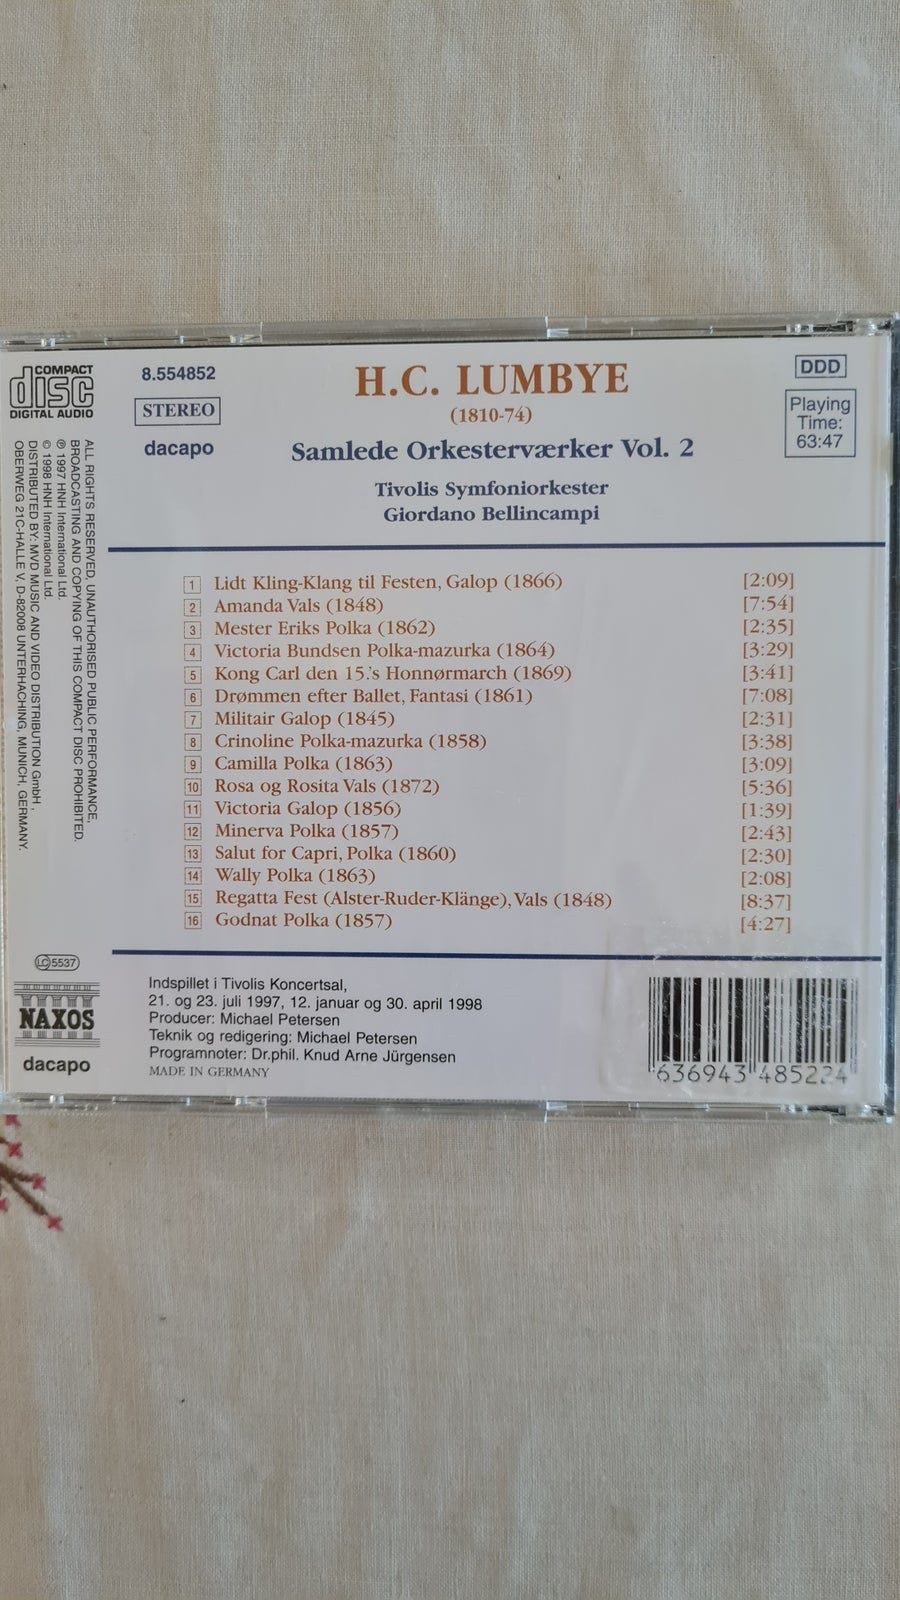 COMPACT
disc
DIGITAL AUDIO
8.554852
STEREO
dacapo
H.C. LUMBYE
(1810-74)
Samlede Orkesterværker Vol. 2
Tivolis Symfoniorkester
Giordano Bellincampi
DDD
Playing
Time:
63:47
ALL RIGHTS RESERVED, UNAUTHORISED PUBLIC PERFORMANCE,
BROADCASTING AND COPYING OF THIS COMPACT DISC PROHIBITED.
℗ 1997 HNH International Ltd.
© 1998 HNH International Ltd.
DISTRIBUTED BY: MVD MUSIC AND VIDEO DISTRIBUTION GmbH,
OBERWEG 21C-HALLE V, D-82008 UNTERHACHING, MUNICH, GERMANY.
1 Lidt Kling-Klang til Festen, Galop (1866) [2:09]
2 Amanda Vals (1848) [7:54]
3 Mester Eriks Polka (1862) [2:35]
4 Victoria Bundsen Polka-mazurka (1864) [3:29]
5 Kong Carl den 15.'s Honnørmarch (1869) [3:41]
6 Drømmen efter Ballet, Fantasi (1861) [7:08]
7 Militair Galop (1845) [2:31]
8 Crinoline Polka-mazurka (1858) [3:38]
9 Camilla Polka (1863) [3:09]
10 Rosa og Rosita Vals (1872) [5:36]
11 Victoria Galop (1856) [1:39]
12 Minerva Polka (1857) [2:43]
13 Salut for Capri, Polka (1860) [2:30]
14 Wally Polka (1863) [2:08]
15 Regatta Fest (Alster-Ruder-Klänge), Vals (1848) [8:37]
16 Godnat Polka (1857) [4:27]
LC 5537
NAXOS
dacapo
Indspillet i Tivolis Koncertsal,
21. og 23. juli 1997, 12. januar og 30. april 1998
Producer: Michael Petersen
Teknik og redigering: Michael Petersen
Programnoter: Dr.phil. Knud Arne Jürgensen
MADE IN GERMANY
636943 485224